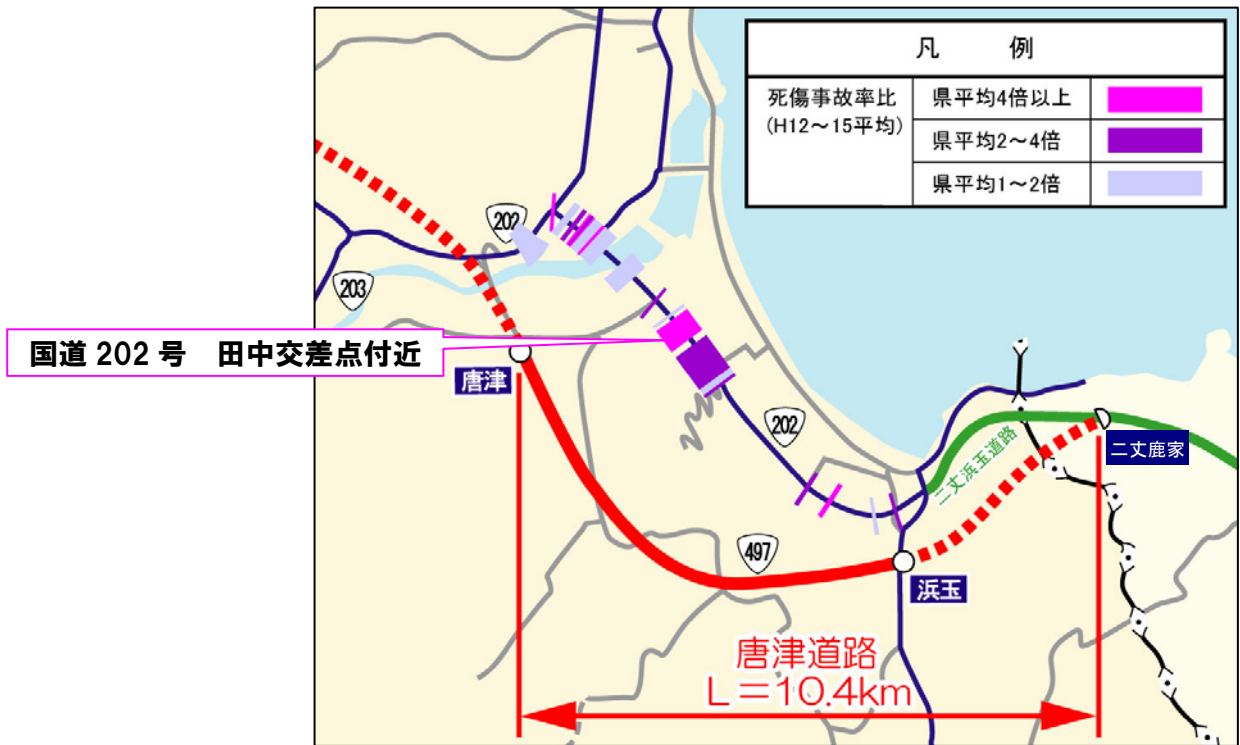 凡 例
死傷事故率比
(H12～15平均)
県平均4倍以上
県平均2～4倍
県平均1～2倍
202
203
国道 202 号 田中交差点付近
唐津
202
二丈浜玉道路
二丈鹿家
497
浜玉
唐津道路
L＝10.4km